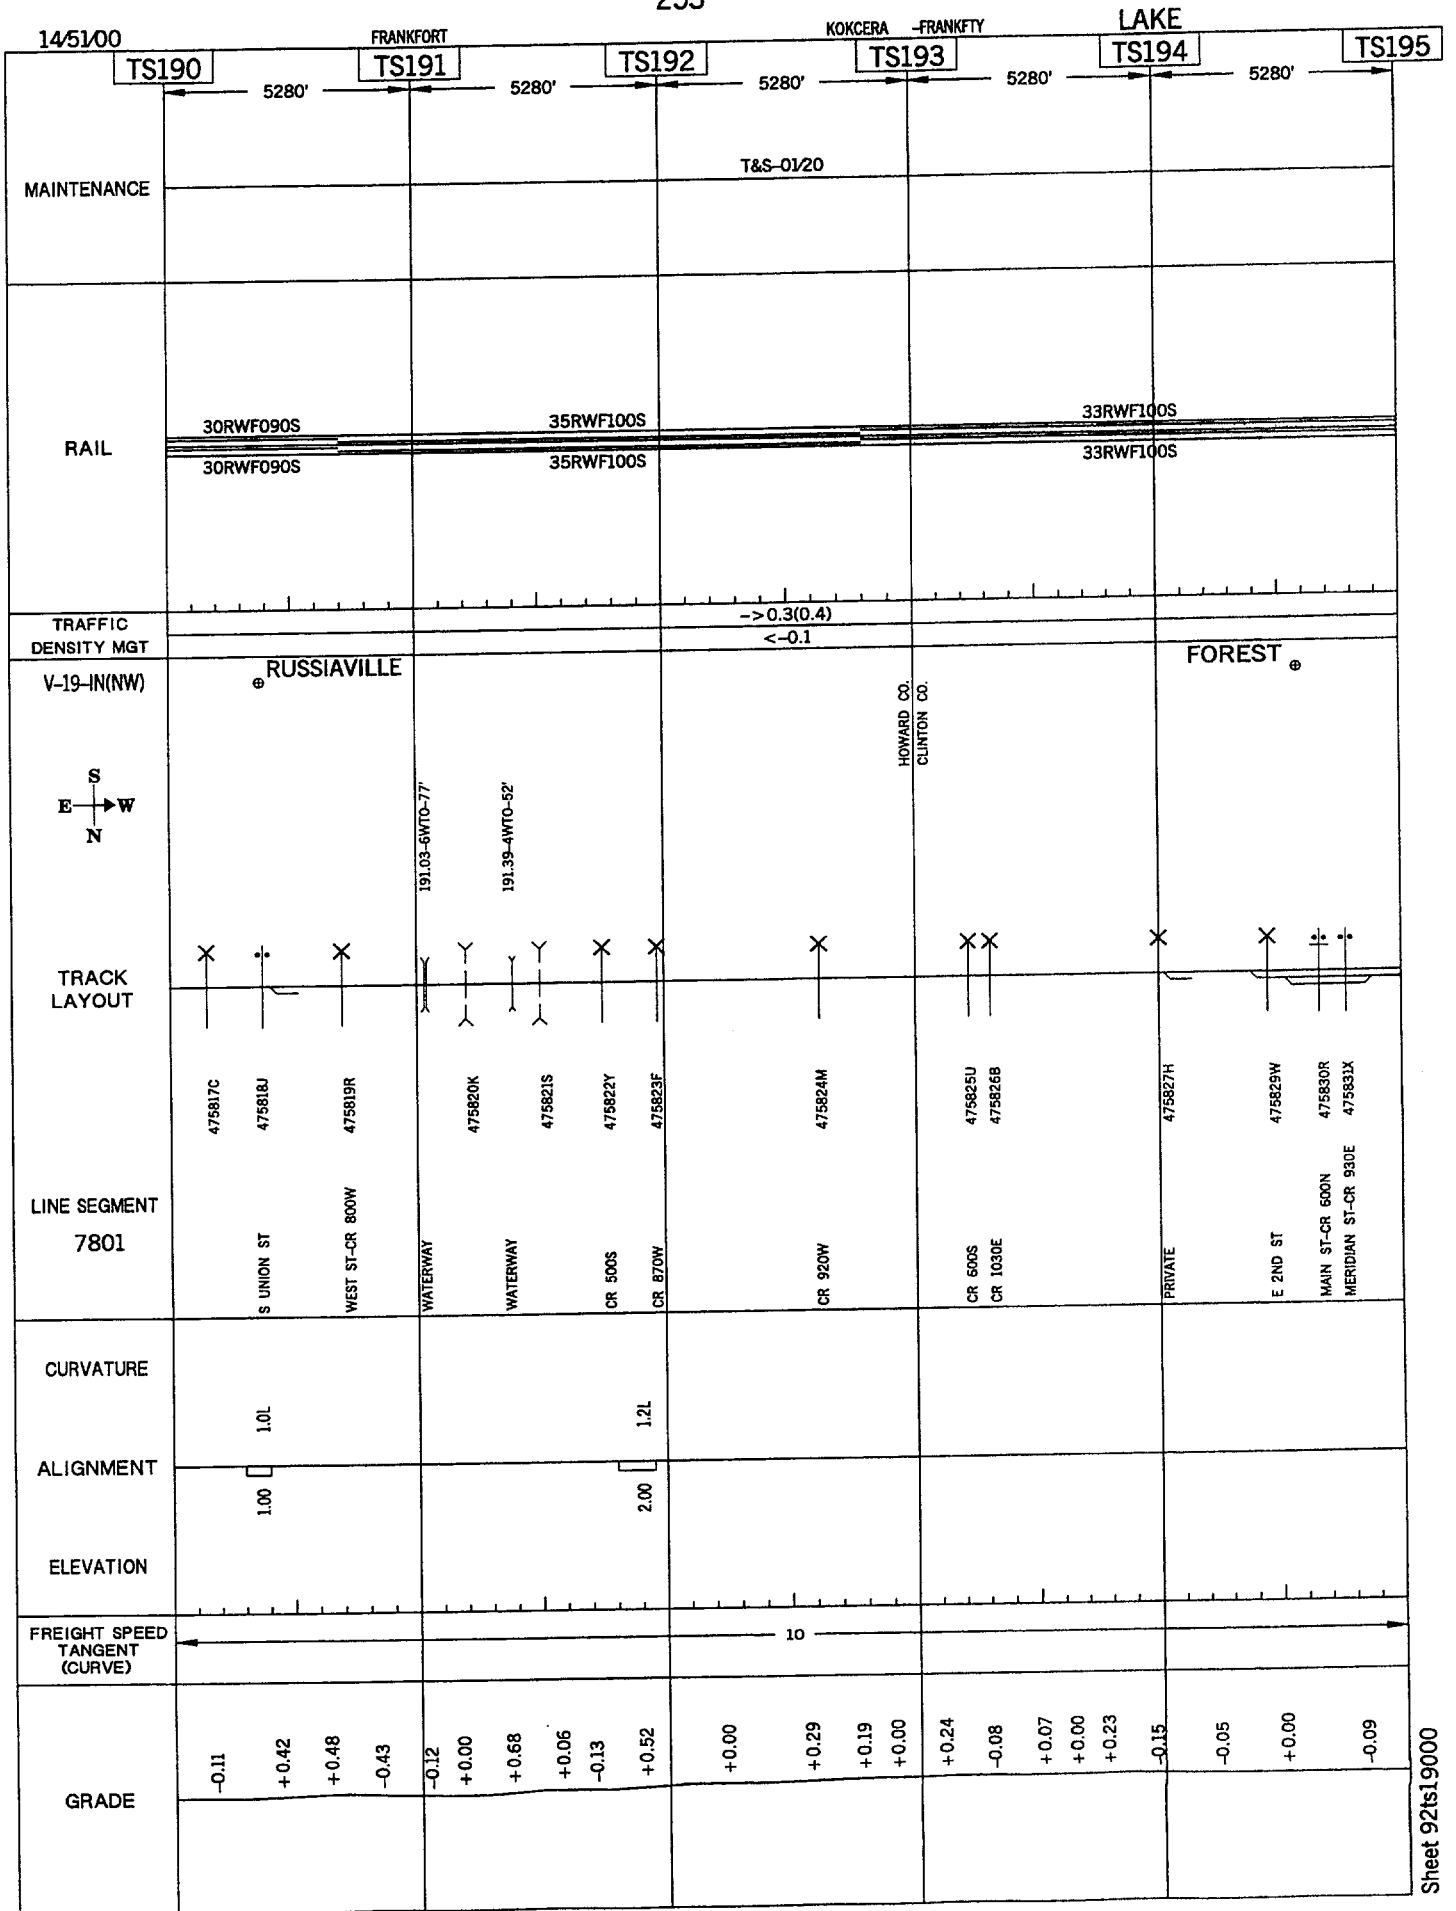 14/51/00
FRANKFORT
KOKCERA -FRANKFTY
LAKE
TS190
TS191
TS192
TS193
TS194
TS195
5280'
5280'
5280'
5280'
5280'
MAINTENANCE
T&S-01/20
RAIL
30RWF090S
35RWF100S
33RWF100S
30RWF090S
35RWF100S
33RWF100S
TRAFFIC
DENSITY MGT
->0.3(0.4)
<-0.1
V-19-IN(NW)
RUSSIAVILLE
FOREST
HOWARD CO.
CLINTON CO.
S
E W
N
191.03-6WTO-77'
191.39-4WTO-52'
TRACK
LAYOUT
475817C
475818J
475819R
475820K
475821S
475822Y
475823F
475824M
475825U
475826B
475827H
475829W
475830R
475831X
LINE SEGMENT
7801
S UNION ST
WEST ST-CR 800W
WATERWAY
WATERWAY
CR 500S
CR 870W
CR 920W
CR 600S
CR 1030E
PRIVATE
E 2ND ST
MAIN ST-CR 600N
MERIDIAN ST-CR 930E
CURVATURE
1.0L
1.2L
ALIGNMENT
1.00
2.00
ELEVATION
FREIGHT SPEED
TANGENT
(CURVE)
10
GRADE
-0.11
+0.42
+0.48
-0.43
-0.12
+0.00
+0.68
+0.06
-0.13
+0.52
+0.00
+0.29
+0.19
+0.00
+0.24
-0.08
+0.07
+0.00
+0.23
-0.15
-0.05
+0.00
-0.09
Sheet 92ts19000